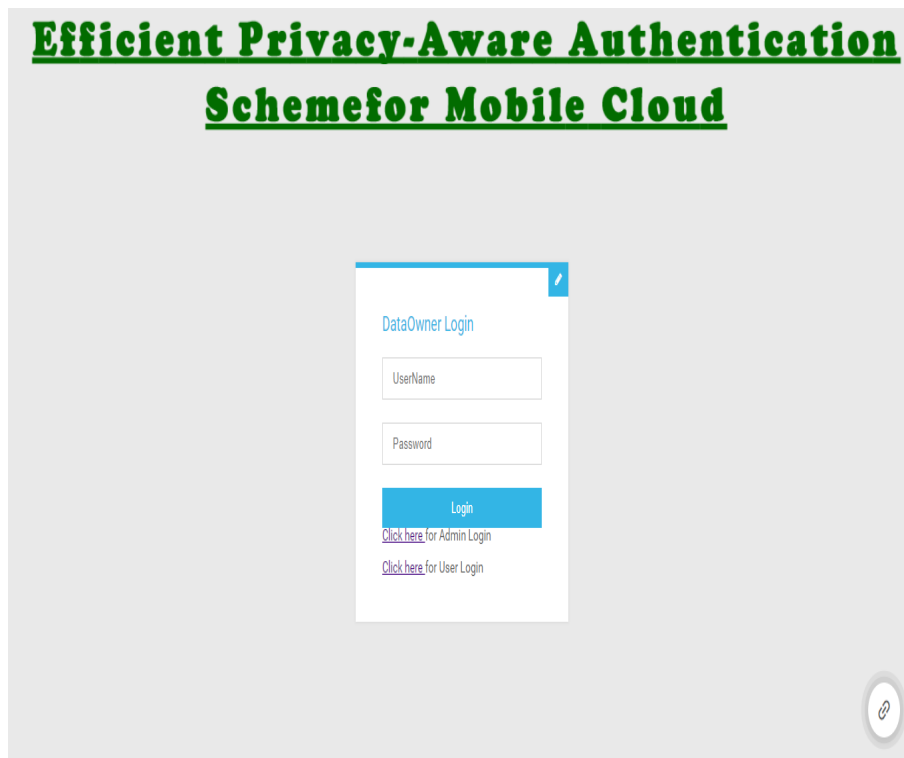 Efficient Privacy-Aware Authentication
Schemefor Mobile Cloud
DataOwner Login
UserName
Password
Login
Click here for Admin Login
Click here for User Login